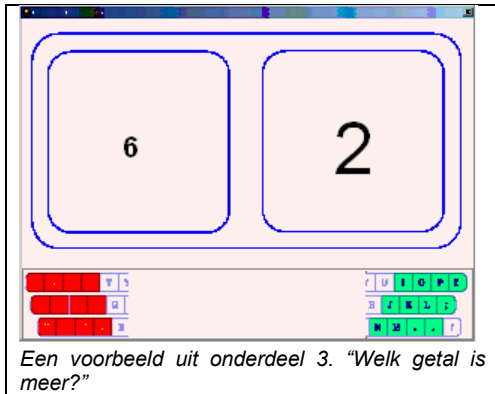 6
2
T
U I O P
J K L ;
N M , .
Een voorbeeld uit onderdeel 3. “Welk getal is
meer?”